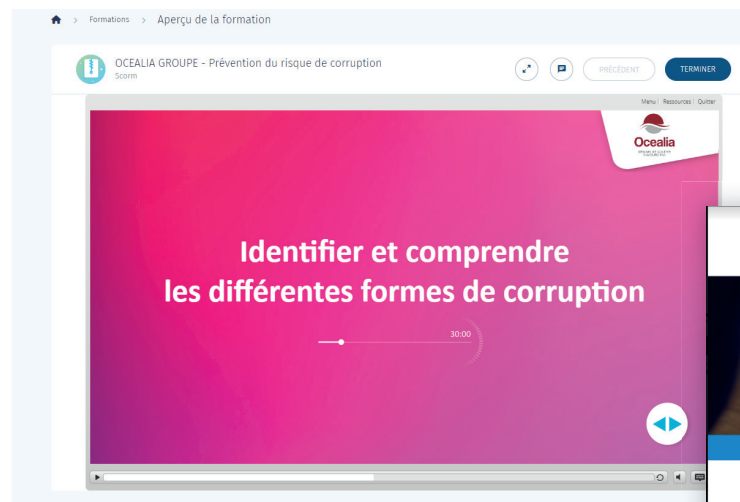 > Formations > Aperçu de la formation
OCEALIA GROUPE - Prévention du risque de corruption
Scorm
PRÉCÉDENT
TERMINER
Menu | Ressources | Quitter
Ocealia
Identifier et comprendre
les différentes formes de corruption
30:00